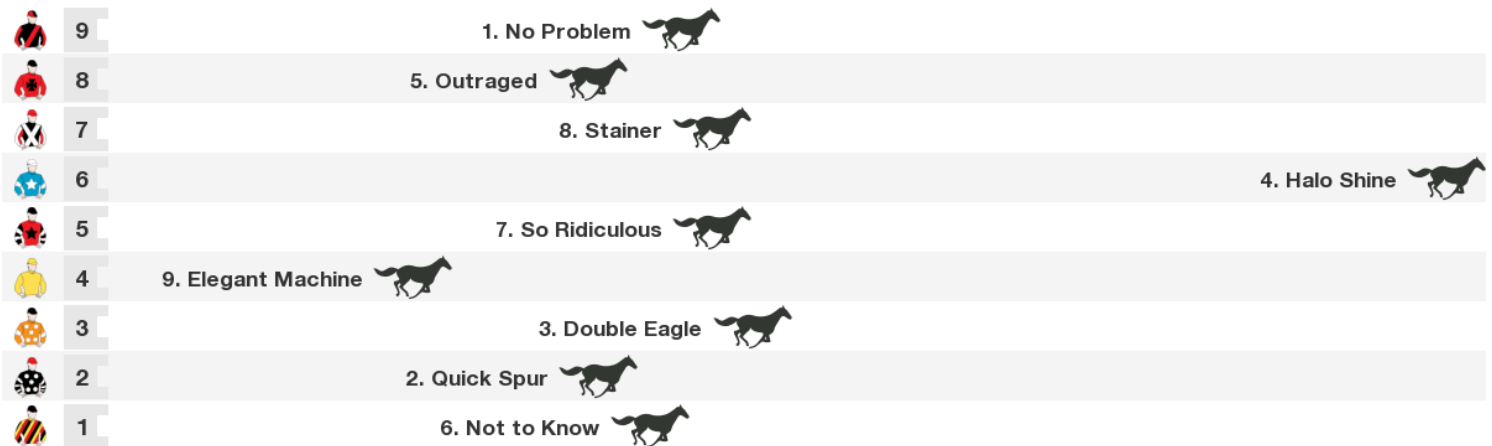 9 1. No Problem
8 5. Outraged
7 8. Stainer
6 4. Halo Shine
5 7. So Ridiculous
4 9. Elegant Machine
3 3. Double Eagle
2 2. Quick Spur
1 6. Not to Know